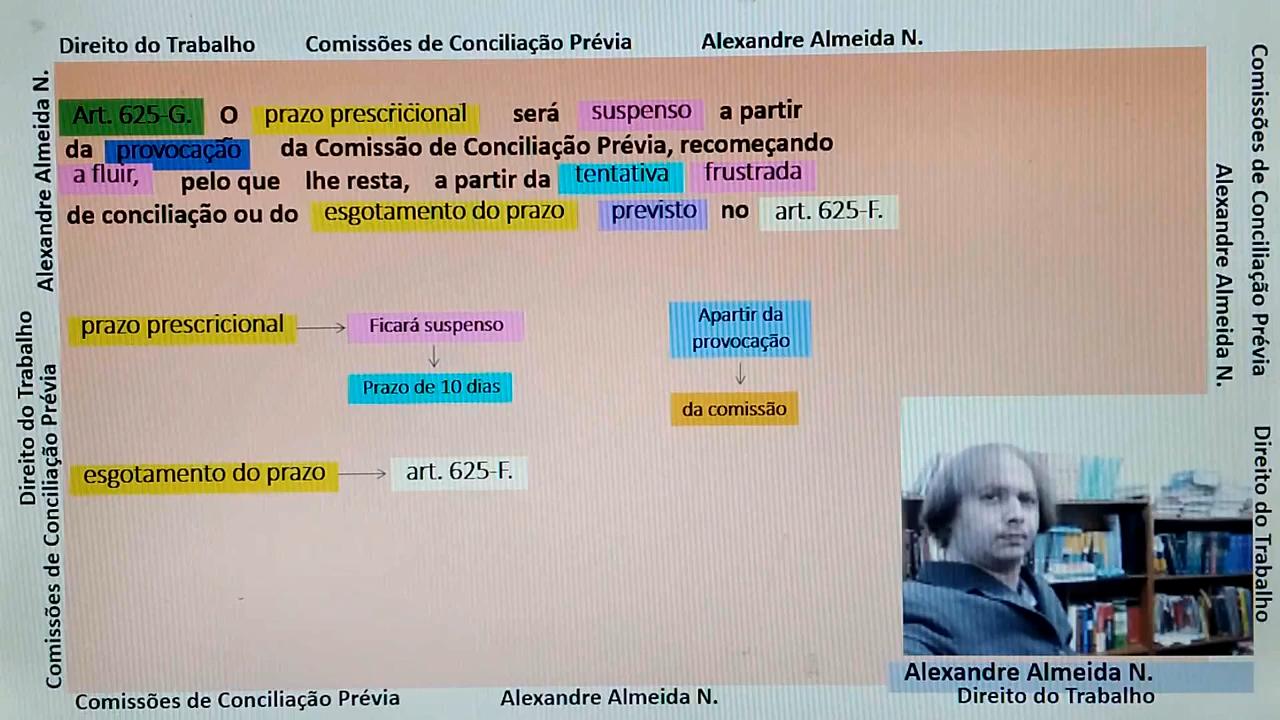 Direito do Trabalho Comissões de Conciliação Prévia Alexandre Almeida N.
Art. 625-G. O prazo prescricional será suspenso a partir
da provocação da Comissão de Conciliação Prévia, recomeçando
a fluir, pelo que lhe resta, a partir da tentativa frustrada
de conciliação ou do esgotamento do prazo previsto no art. 625-F.
prazo prescricional
Ficará suspenso
Prazo de 10 dias
Apartir da
provocação
da comissão
esgotamento do prazo
art. 625-F.
Alexandre Almeida N.
Direito do Trabalho
Comissões de Conciliação Prévia Alexandre Almeida N.
Alexandre Almeida N.
Direito do Trabalho
Comissões de Conciliação Prévia
Comissões de Conciliação Prévia
Alexandre Almeida N.
Direito do Trabalho